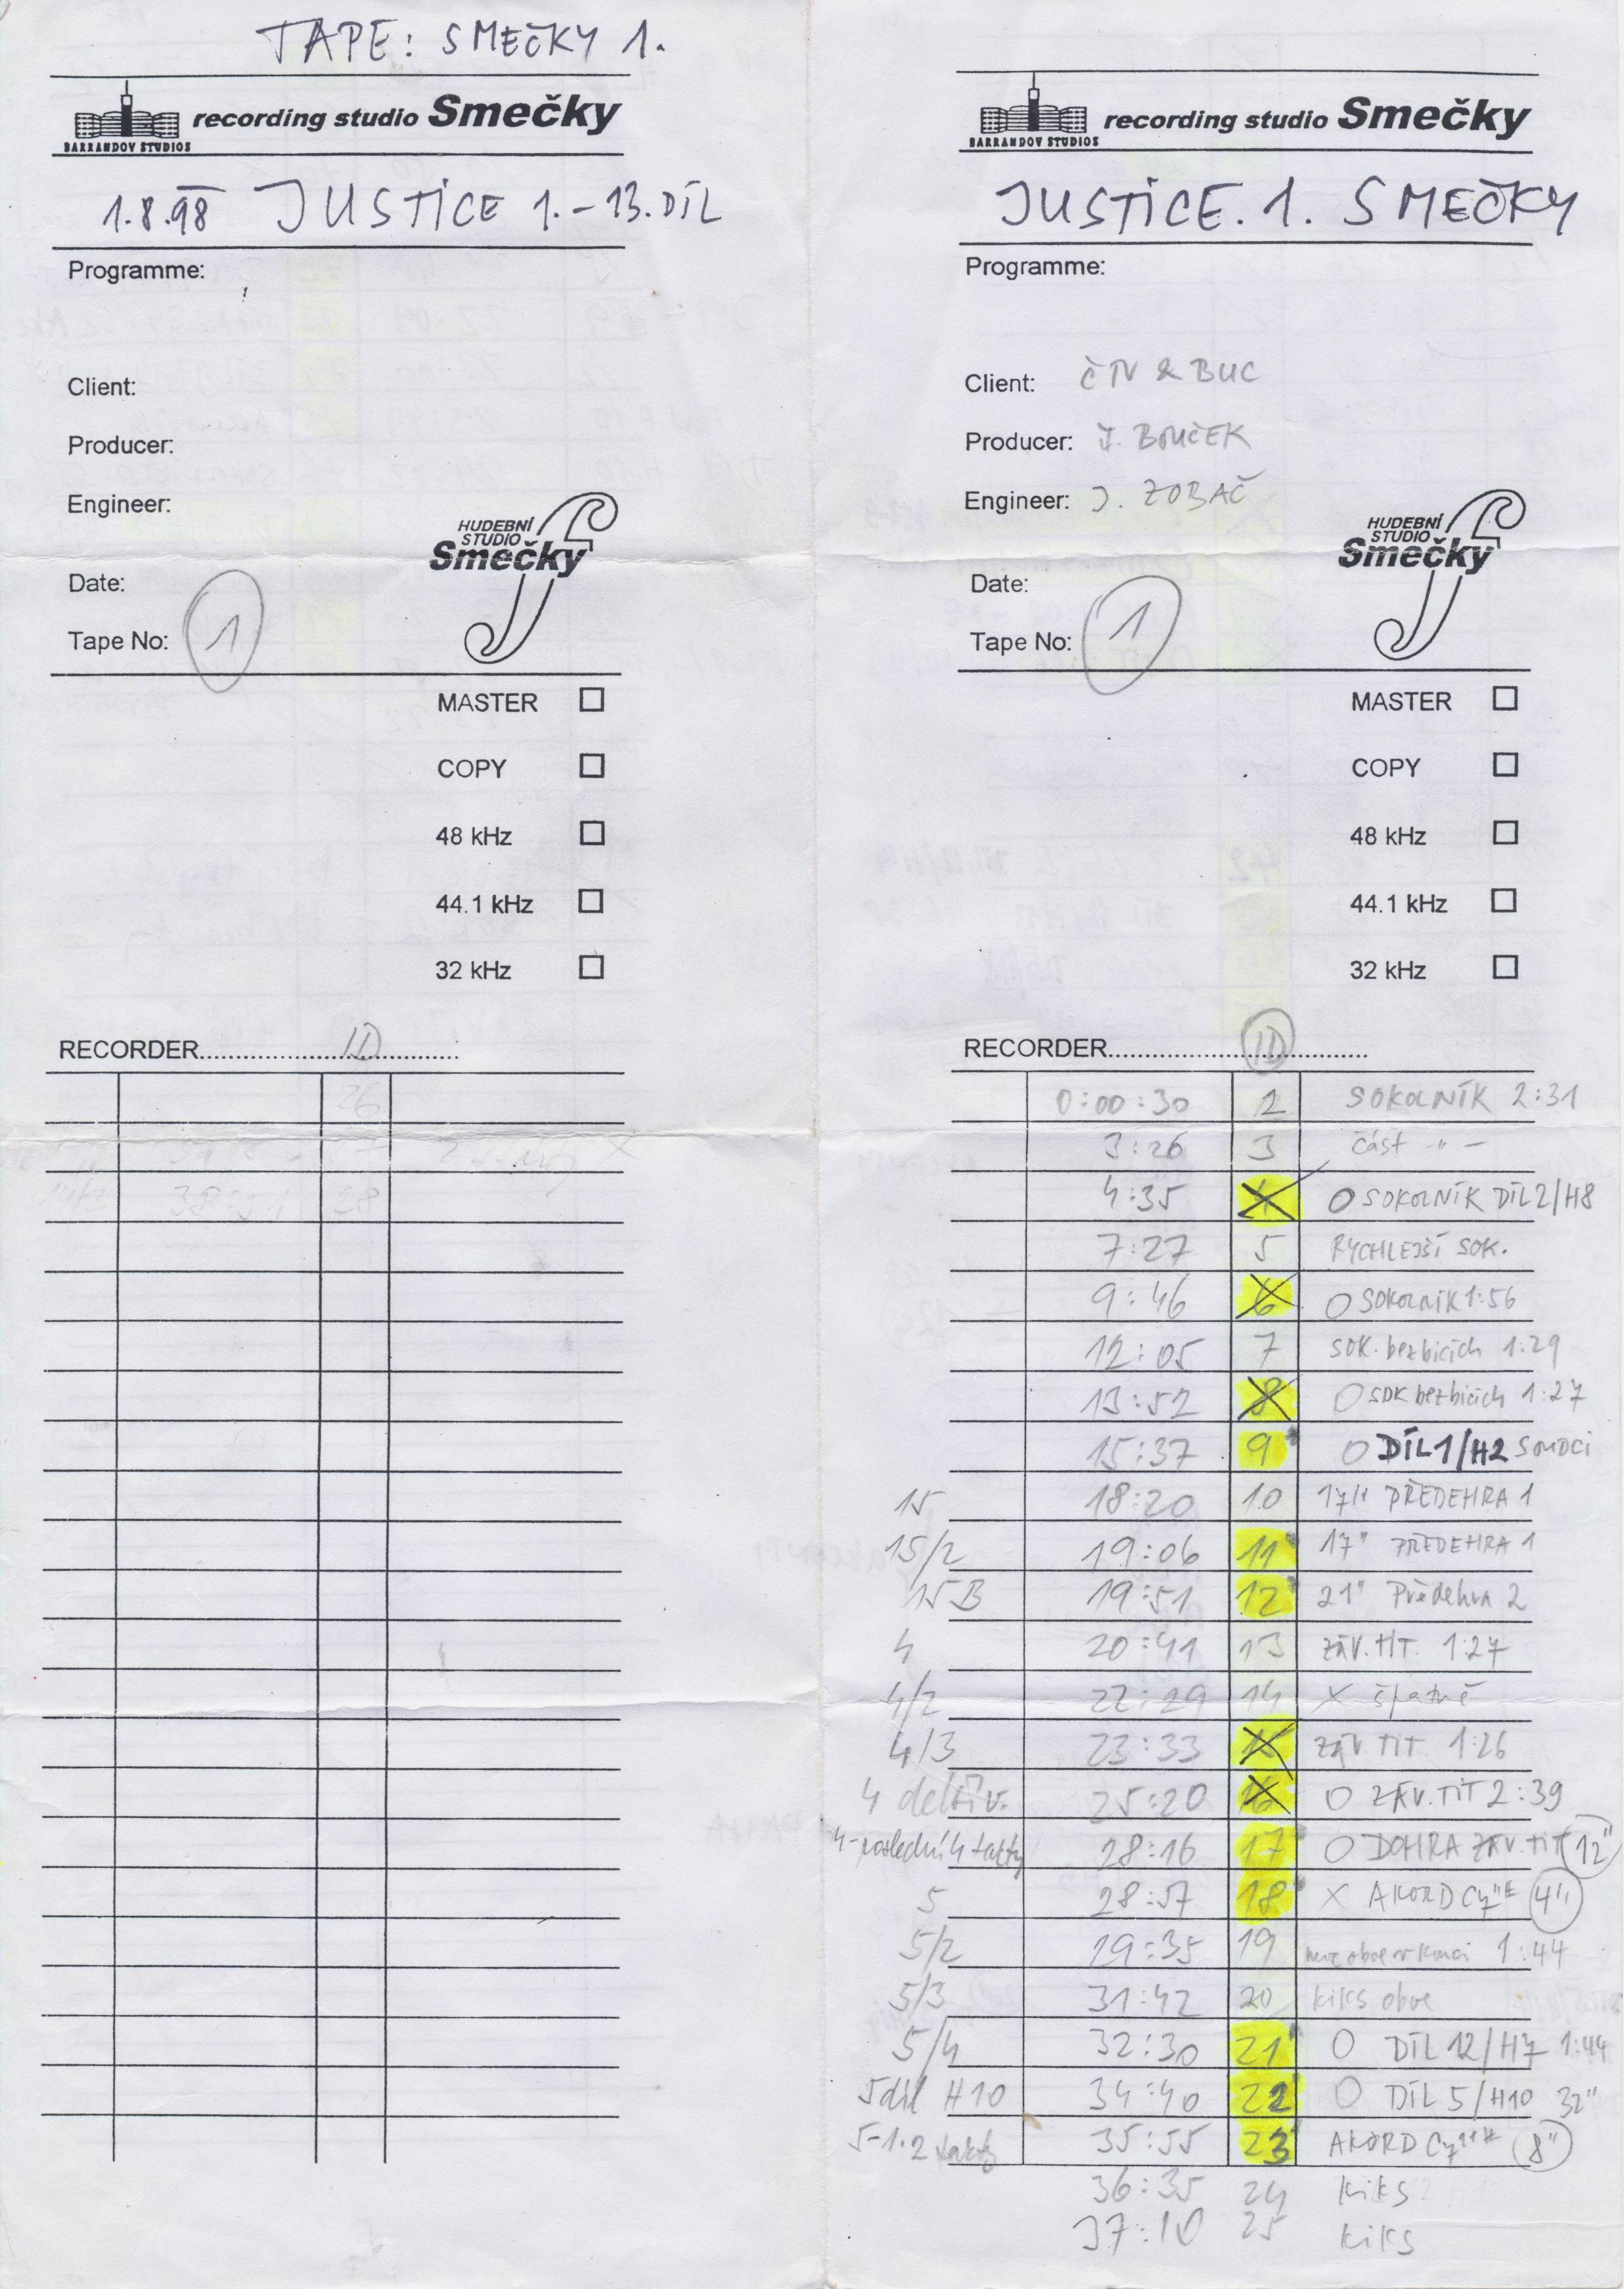 TAPE: SMEČKY 1.
BARRANDOV STUDIOS
recording studio Smečky
1.8.98 JUSTICE 1.-13.DÍL
Programme:
Client:
Producer:
Engineer:
HUDEBNÍ
STUDIO
Smečky
Date:
Tape No: 1
MASTER
COPY
48 kHz
44.1 kHz
32 kHz
RECORDER ID
26
BARRANDOV STUDIOS
recording studio Smečky
JUSTICE. 1. SMEČKY
Programme:
Client: ČTV & BUC
Producer: J. BOUČEK
Engineer: J. ZOBAČ
HUDEBNÍ
STUDIO
Smečky
Date:
Tape No: 1
MASTER
COPY
48 kHz
44.1 kHz
32 kHz
RECORDER ID
0:00:30 2 SOKOLNÍK 2:31
3:26 3 část -"-
4:35 4 O SOKOLNÍK DÍL2/H8
7:27 5 RYCHLEJŠÍ SOK.
9:46 6 O SOKOLNÍK 1:56
12:05 7 SOK. bez bicích 1:29
13:52 8 O SOK bez bicích 1:27
15:37 9 O DÍL1/H2 SOUDCI
15 18:20 10 17" PŘEDEHRA 1
15/2 19:06 11 17" PŘEDEHRA 1
15B 19:51 12 21" Předehra 2
4 20:41 13 ZÁV. TIT. 1:27
4/2 22:29 14 X špatně
4/3 23:33 15 ZÁV. TIT 1:26
4 delší v. 25:20 16 O ZÁV. TIT 2:39
4-poslední 4 takty 28:16 17 O DOHRA ZÁV. TIT 12"
5 28:57 18 X AKORD 4"
5/2 29:35 19 oboe v konci 1:44
5/3 31:42 20 kiks oboe
5/4 32:30 21 O DÍL 12/H7 1:44
5díl H10 34:40 22 O DÍL 5/H10 32"
5-1.2 takty 35:55 23 AKORD 8"
36:35 24 kiks
37:10 25 kiks